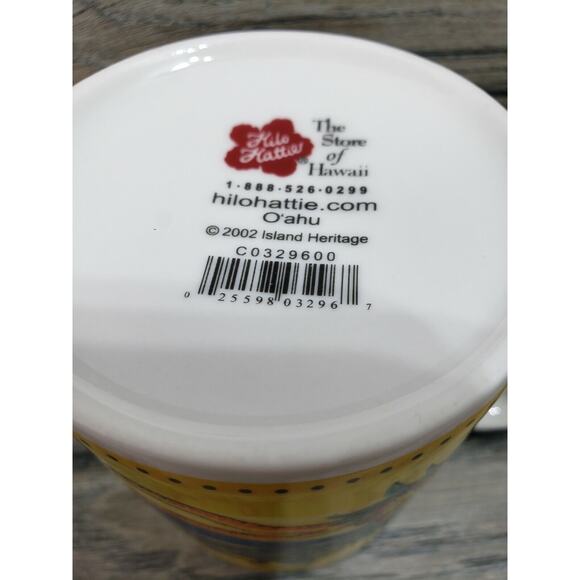 Hilo
Hattie®
The
Store
of
Hawaii
1·888·526·0299
hilohattie.com
O'ahu
© 2002 Island Heritage
C0329600
0 25598 03296 7